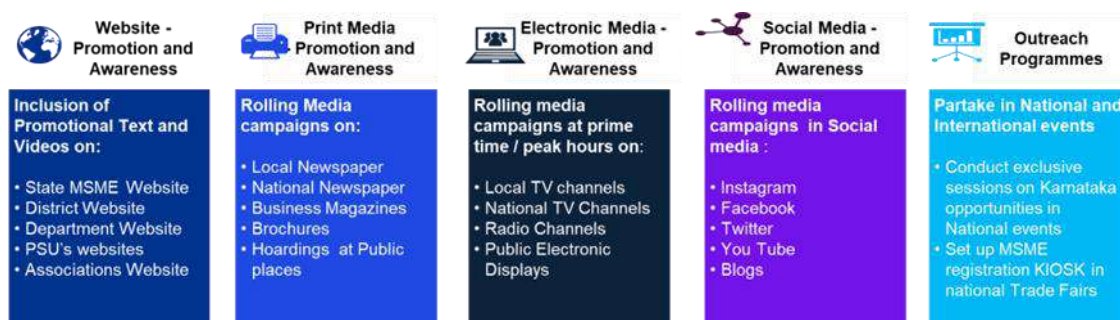 Website -
Promotion and
Awareness
Inclusion of
Promotional Text and
Videos on:
• State MSME Website
• District Website
• Department Website
• PSU's websites
• Associations Website
Print Media
Promotion and
Awareness
Rolling Media
campaigns on:
• Local Newspaper
• National Newspaper
• Business Magazines
• Brochures
• Hoardings at Public
places
Electronic Media -
Promotion and
Awareness
Rolling media
campaigns at prime
time / peak hours on:
• Local TV channels
• National TV Channels
• Radio Channels
• Public Electronic
Displays
Social Media -
Promotion and
Awareness
Rolling media
campaigns in Social
media :
• Instagram
• Facebook
• Twitter
• You Tube
• Blogs
Outreach
Programmes
Partake in National and
International events
• Conduct exclusive
sessions on Karnataka
opportunities in
National events
• Set up MSME
registration KIOSK in
national Trade Fairs